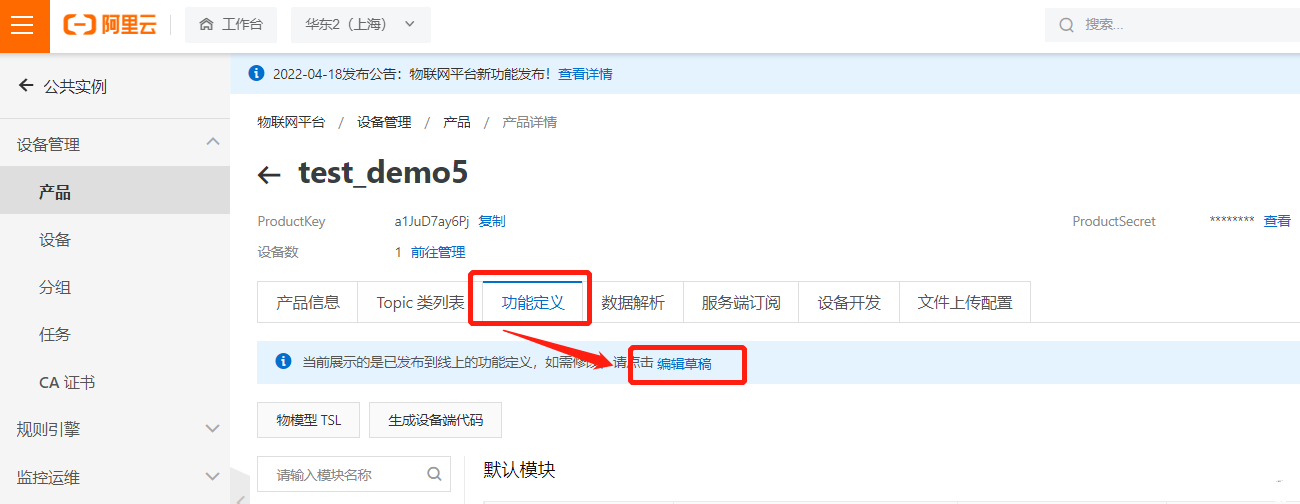 阿里云 工作台 华东2（上海） 搜索...
公共实例
设备管理
产品
设备
分组
任务
CA 证书
规则引擎
监控运维
2022-04-18发布公告：物联网平台新功能发布！查看详情
物联网平台 / 设备管理 / 产品 / 产品详情
test_demo5
ProductKey a1JuD7ay6Pj 复制 ProductSecret ******** 查看
设备数 1 前往管理
产品信息 Topic 类列表 功能定义 数据解析 服务端订阅 设备开发 文件上传配置
当前展示的是已发布到线上的功能定义，如需修改 请点击 编辑草稿
物模型 TSL 生成设备端代码
请输入模块名称 默认模块